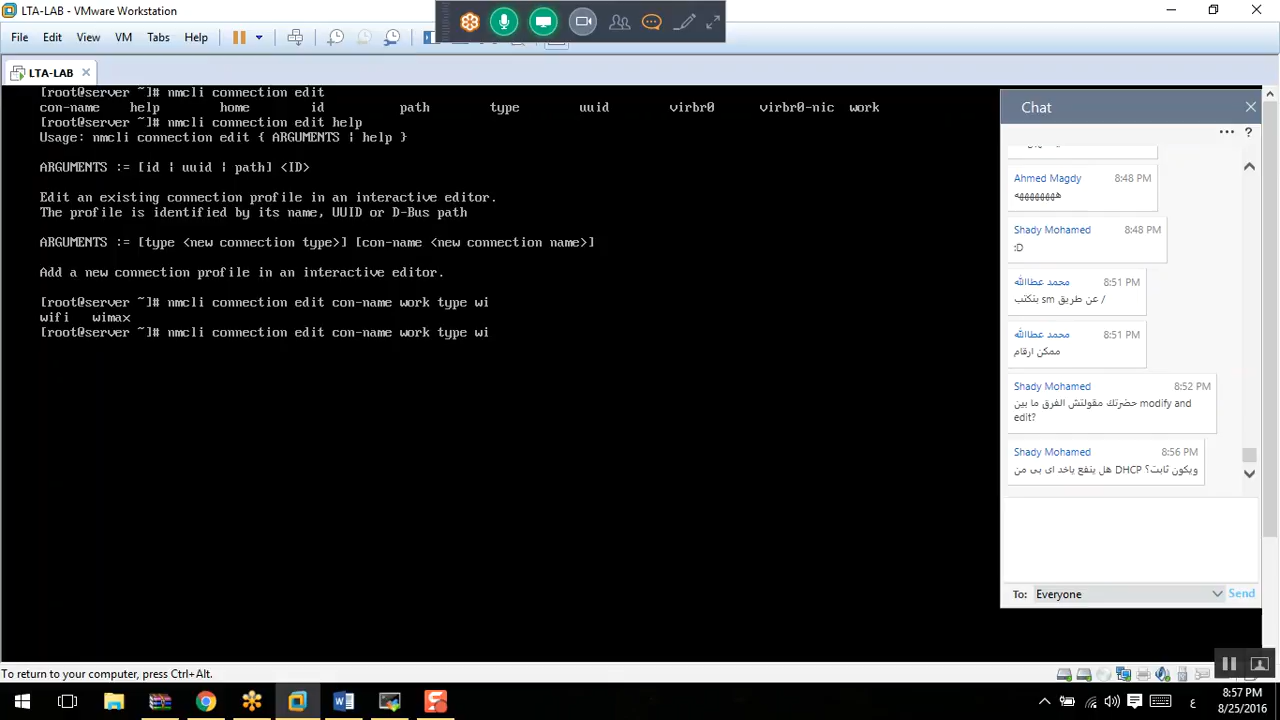 LTA-LAB - VMware Workstation
File Edit View VM Tabs Help
LTA-LAB
[root@server ~]# nmcli connection edit
con-name help home id path type uuid virbr0 virbr0-nic work
[root@server ~]# nmcli connection edit help
Usage: nmcli connection edit { ARGUMENTS | help }
ARGUMENTS := [id | uuid | path] <ID>
Edit an existing connection profile in an interactive editor.
The profile is identified by its name, UUID or D-Bus path
ARGUMENTS := [type <new connection type>] [con-name <new connection name>]
Add a new connection profile in an interactive editor.
[root@server ~]# nmcli connection edit con-name work type wi
wifi wimax
[root@server ~]# nmcli connection edit con-name work type wi
Chat
Ahmed Magdy 8:48 PM
ههههههههه
Shady Mohamed 8:48 PM
:D
محمد عطاالله 8:51 PM
عن طريق sm بنكتب /
محمد عطاالله 8:51 PM
ممكن ارقام
Shady Mohamed 8:52 PM
حضرتك مقولتش الفرق ما بين modify and
edit?
Shady Mohamed 8:56 PM
هل ينفع ياخد اى بى من DHCP ويكون ثابت؟
To: Everyone Send
To return to your computer, press Ctrl+Alt.
8:57 PM
8/25/2016